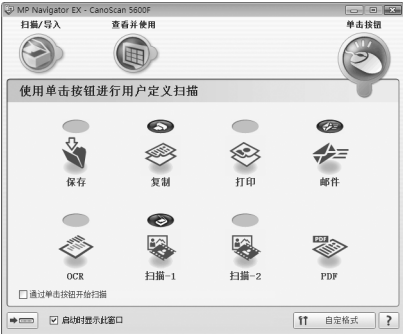 MP Navigator EX - CanoScan 5600F
扫描/导入 查看并使用 单击按钮
使用单击按钮进行用户定义扫描
保存 复制 打印 邮件
PDF
OCR 扫描-1 扫描-2 PDF
通过单击按钮开始扫描
启动时显示此窗口 自定格式 ?